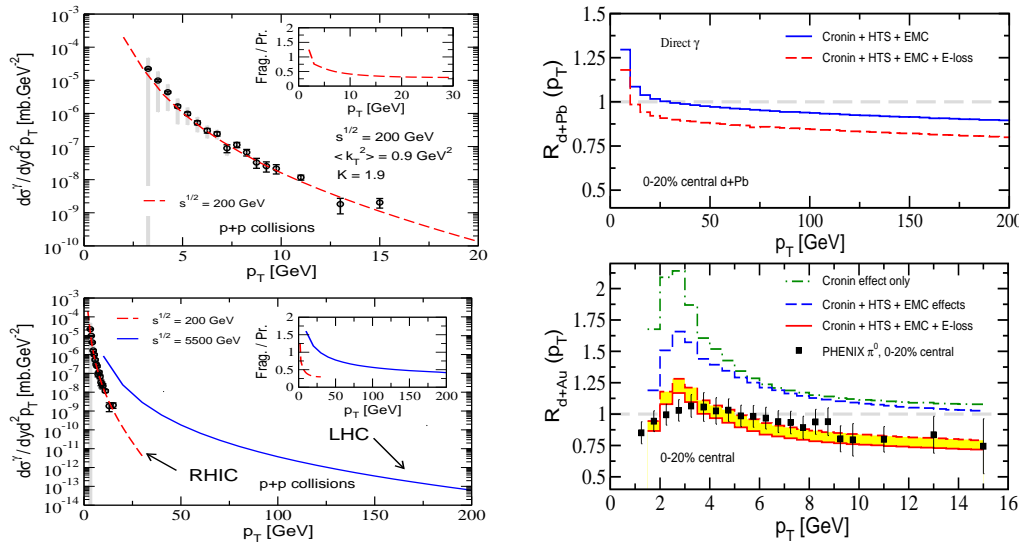 10^-3
10^-4
10^-5
10^-6
10^-7
10^-8
10^-9
10^-10
dσ^γ/dyd^2p_T [mb.GeV^-2]
1.5
1
0.5
0
Frag. / Pr.
0 10 20 30
p_T [GeV]
s^1/2 = 200 GeV
<k_T^2> = 0.9 GeV^2
K = 1.9
s^1/2 = 200 GeV
p+p collisions
0 5 10 15 20
p_T [GeV]
1.5
1
0.5
R_d+Pb (p_T)
Direct γ
Cronin + HTS + EMC
Cronin + HTS + EMC + E-loss
0-20% central d+Pb
0 50 100 150 200
p_T [GeV]
10^-3
10^-4
10^-5
10^-6
10^-7
10^-8
10^-9
10^-10
10^-11
10^-12
10^-13
10^-14
dσ^γ/dyd^2p_T [mb.GeV^-2]
s^1/2 = 200 GeV
s^1/2 = 5500 GeV
2
1.5
1
0.5
0
Frag. / Pr.
0 50 100 150 200
p_T [GeV]
LHC
RHIC
p+p collisions
0 50 100 150 200
p_T [GeV]
2
1.75
1.5
1.25
1
0.75
0.5
R_d+Au (p_T)
Cronin effect only
Cronin + HTS + EMC effects
Cronin + HTS + EMC + E-loss
PHENIX π^0, 0-20% central
0-20% central
0 2 4 6 8 10 12 14 16
p_T [GeV]